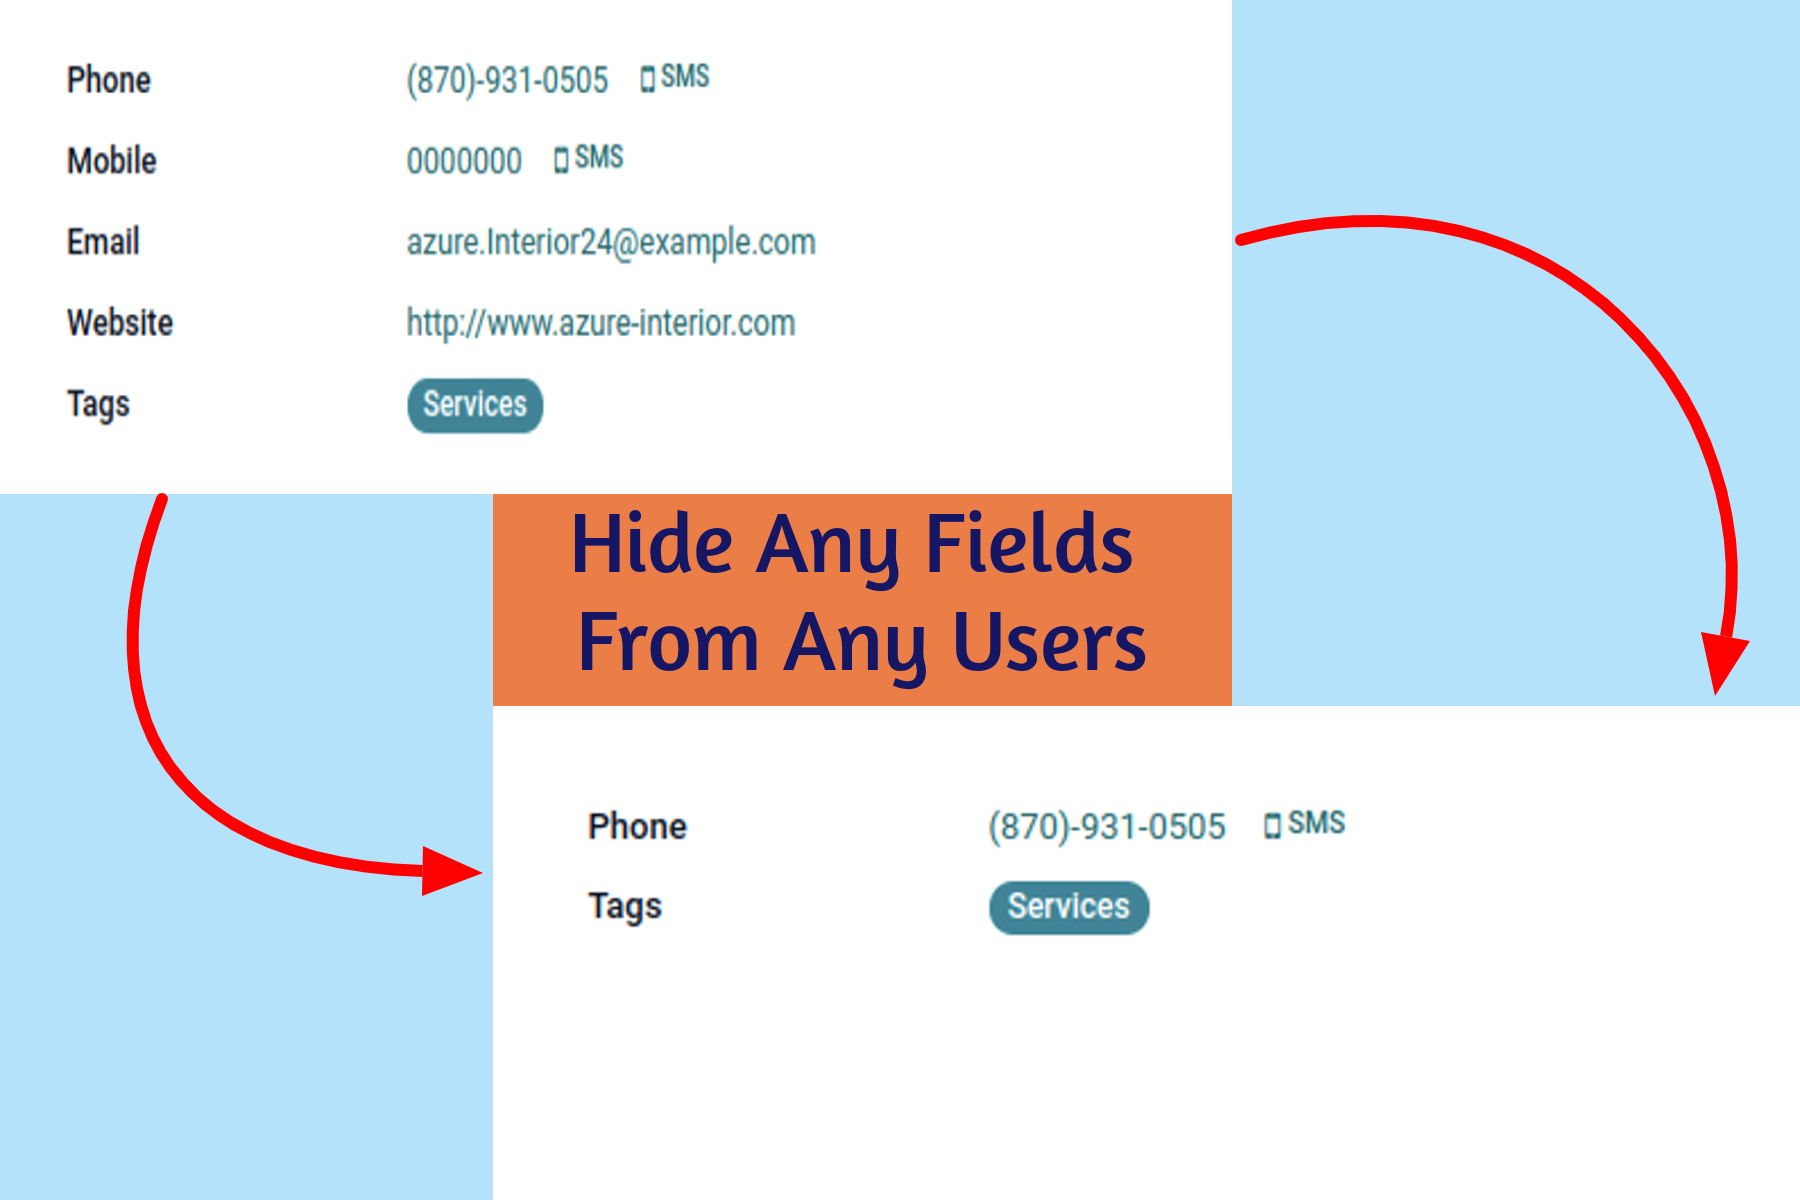 Phone (870)-931-0505 SMS
Mobile 0000000 SMS
Email azure.Interior24@example.com
Website http://www.azure-interior.com
Tags Services
Hide Any Fields
From Any Users
Phone (870)-931-0505 SMS
Tags Services